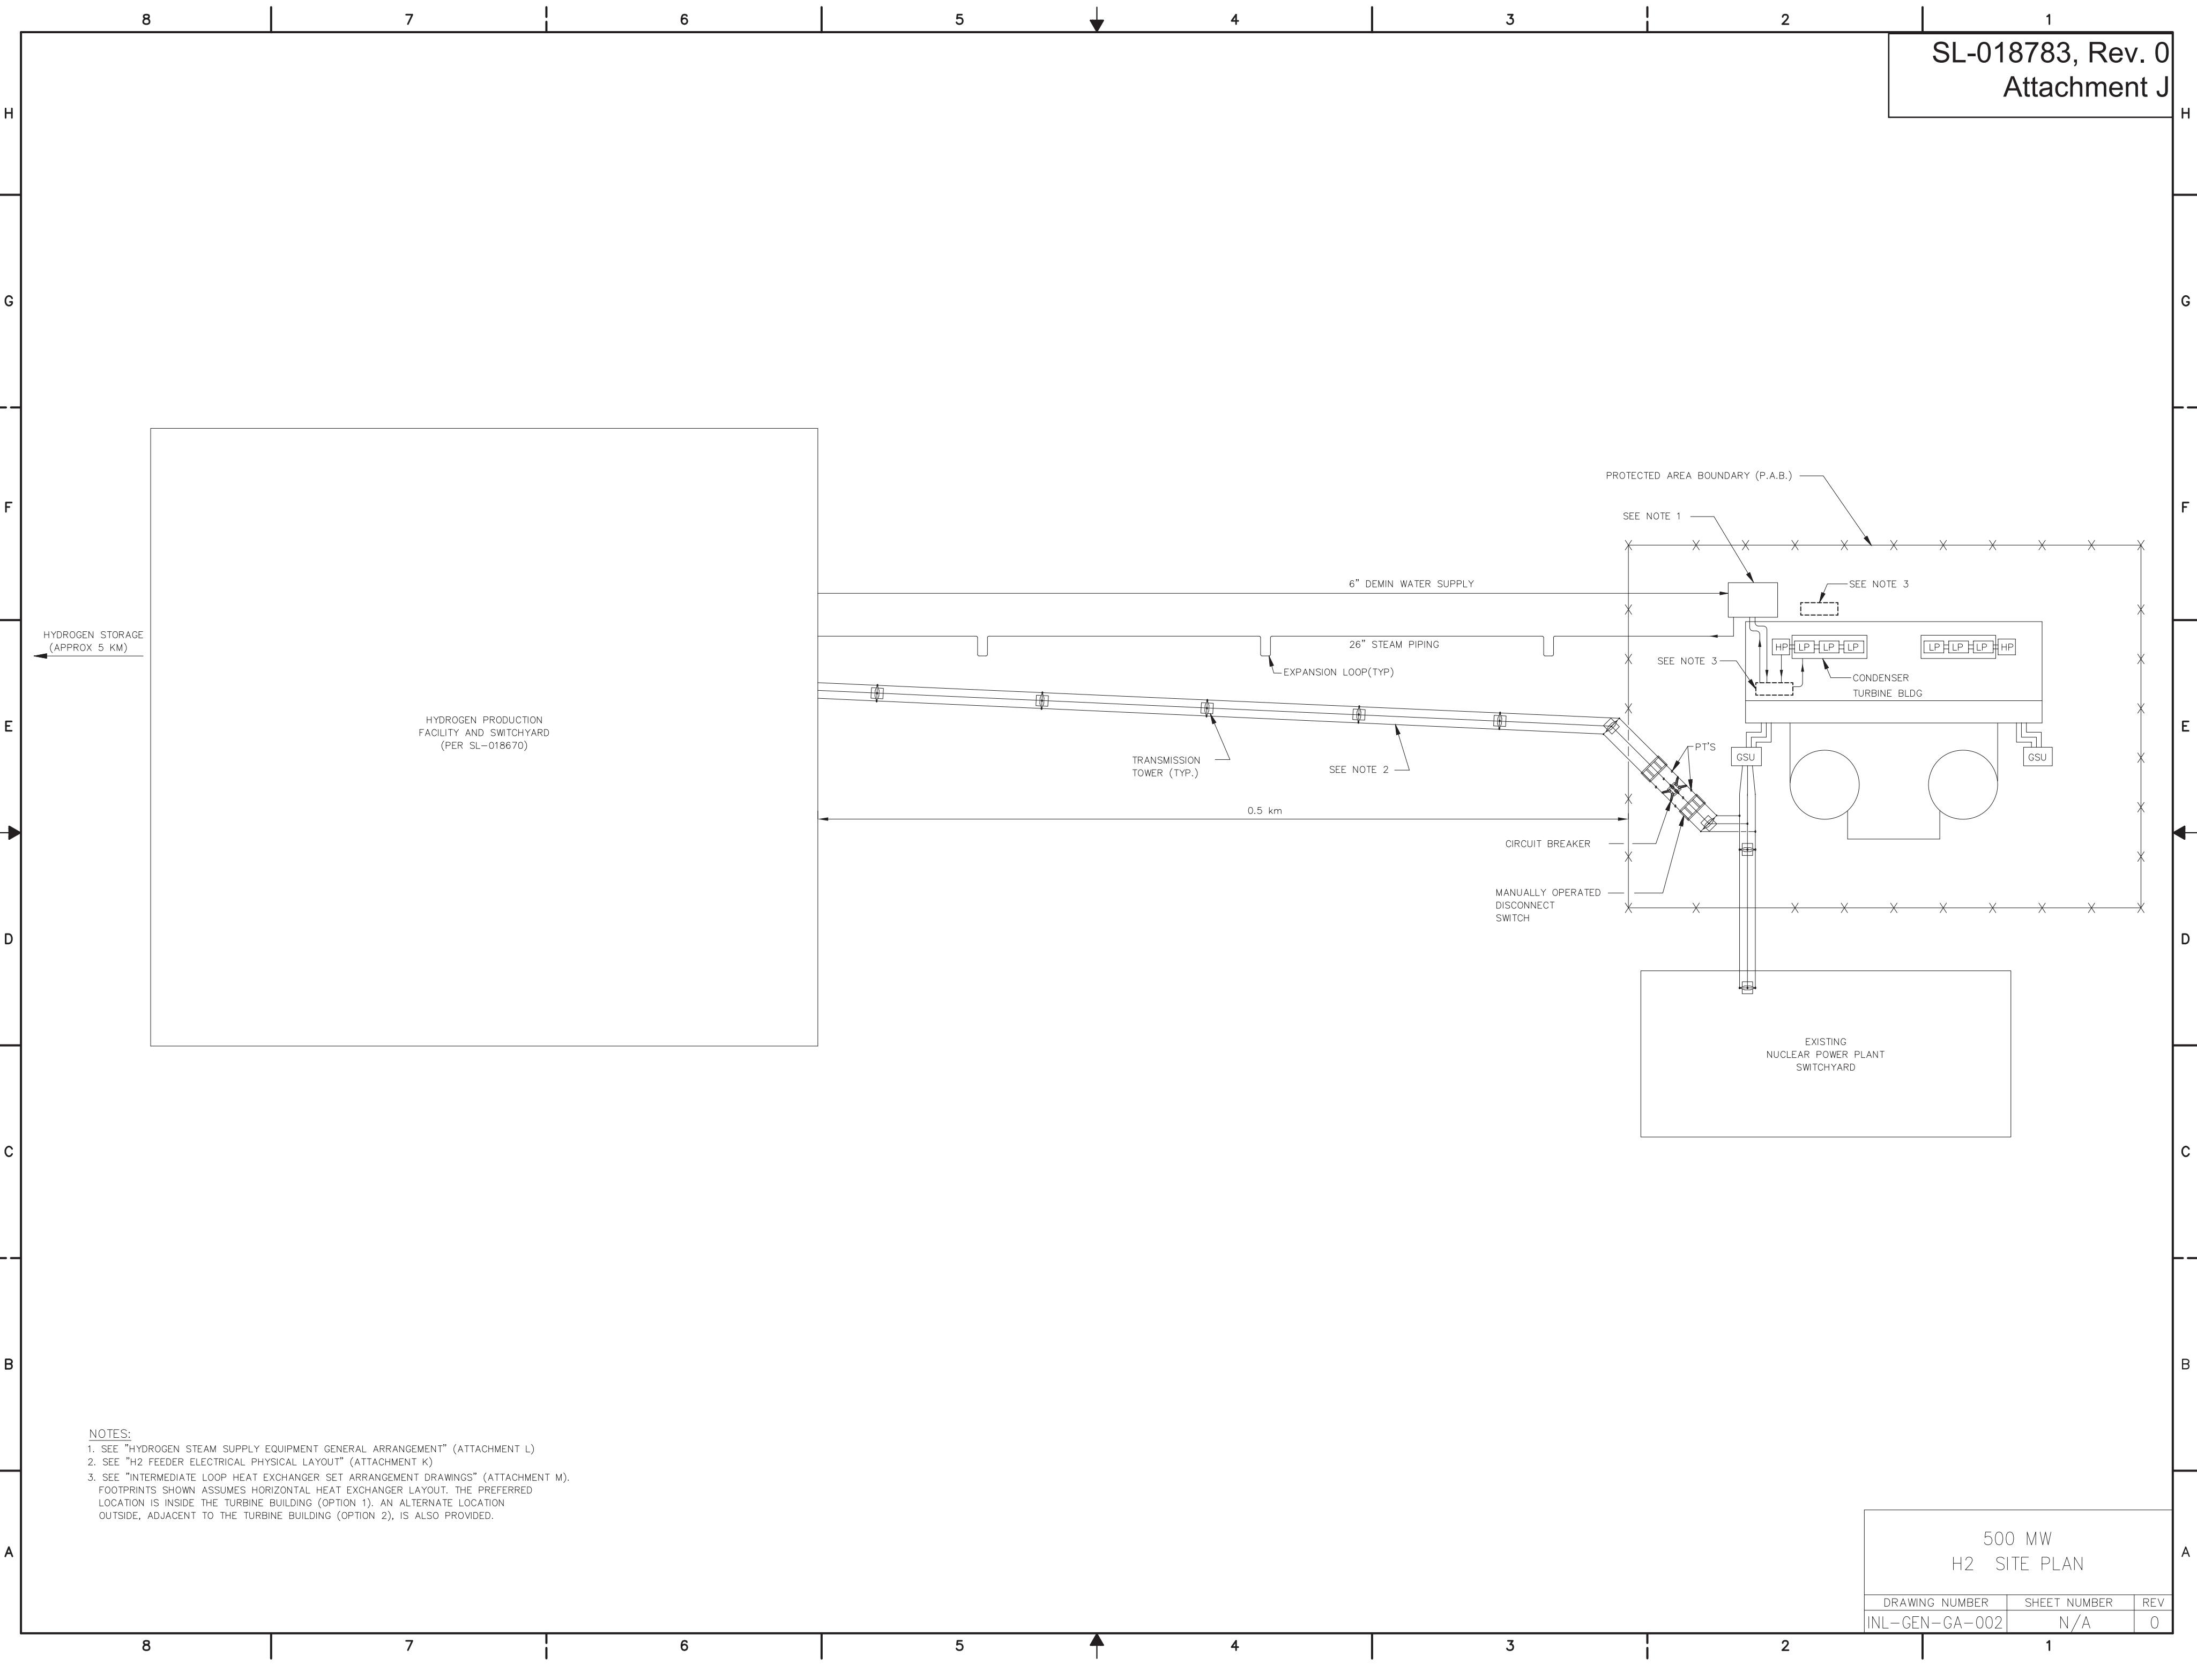 8 7 6 5 4 3 2 1
SL-018783, Rev. 0
Attachment J
H H
G G
F F
PROTECTED AREA BOUNDARY (P.A.B.)
SEE NOTE 1
6" DEMIN WATER SUPPLY
SEE NOTE 3
HYDROGEN STORAGE
(APPROX 5 KM)
26" STEAM PIPING
HP LP LP LP
LP LP LP HP
SEE NOTE 3
EXPANSION LOOP(TYP)
CONDENSER
TURBINE BLDG
E E
HYDROGEN PRODUCTION
FACILITY AND SWITCHYARD
(PER SL-018670)
PT'S
GSU
GSU
TRANSMISSION
TOWER (TYP.)
SEE NOTE 2
0.5 km
CIRCUIT BREAKER
MANUALLY OPERATED
DISCONNECT
SWITCH
D D
EXISTING
NUCLEAR POWER PLANT
SWITCHYARD
C C
B B
NOTES:
1. SEE "HYDROGEN STEAM SUPPLY EQUIPMENT GENERAL ARRANGEMENT" (ATTACHMENT L)
2. SEE "H2 FEEDER ELECTRICAL PHYSICAL LAYOUT" (ATTACHMENT K)
3. SEE "INTERMEDIATE LOOP HEAT EXCHANGER SET ARRANGEMENT DRAWINGS" (ATTACHMENT M).
FOOTPRINTS SHOWN ASSUMES HORIZONTAL HEAT EXCHANGER LAYOUT. THE PREFERRED
LOCATION IS INSIDE THE TURBINE BUILDING (OPTION 1). AN ALTERNATE LOCATION
OUTSIDE, ADJACENT TO THE TURBINE BUILDING (OPTION 2), IS ALSO PROVIDED.
A A
500 MW
H2 SITE PLAN
DRAWING NUMBER SHEET NUMBER REV
INL-GEN-GA-002 N/A 0
8 7 6 5 4 3 2 1